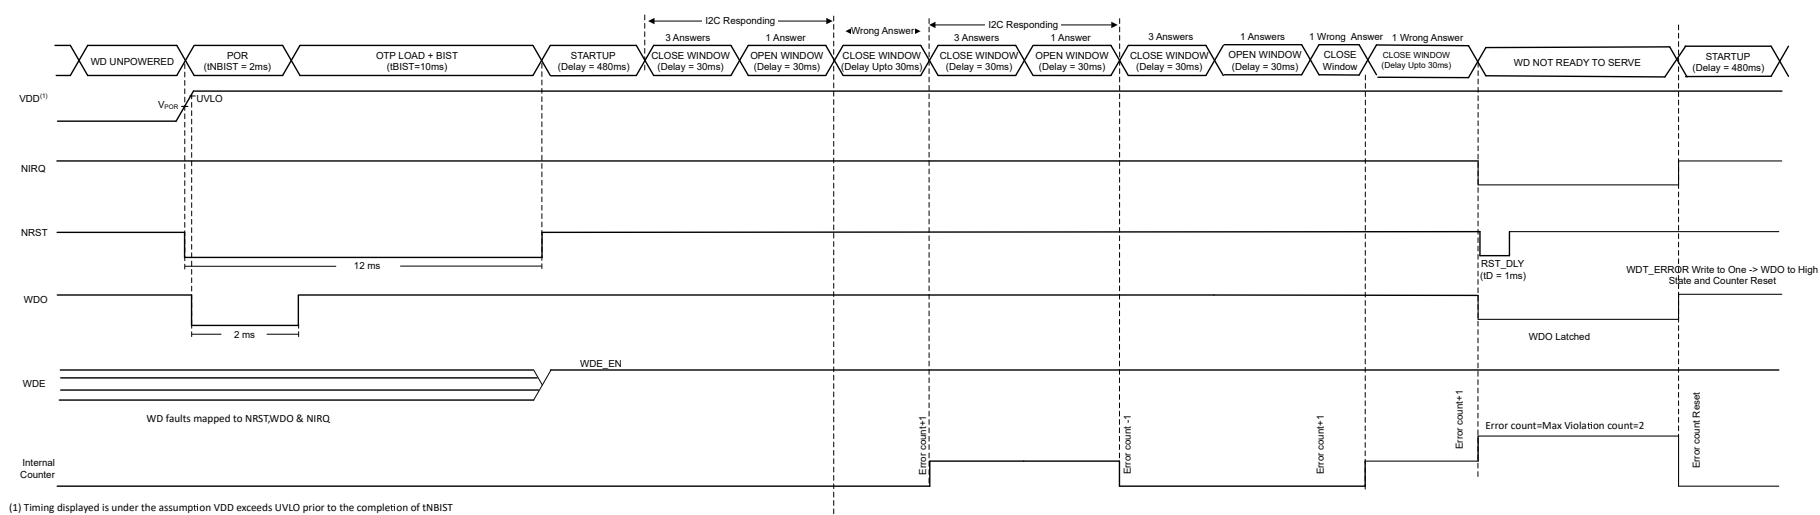 I2C Responding
I2C Responding
Wrong Answer
3 Answers
1 Answer
3 Answers
1 Answer
3 Answers
1 Answers
1 Wrong Answer
1 Wrong Answer
WD UNPOWERED
POR
(tNBIST = 2ms)
OTP LOAD + BIST
(tBIST=10ms)
STARTUP
(Delay = 480ms)
CLOSE WINDOW
(Delay = 30ms)
OPEN WINDOW
(Delay = 30ms)
CLOSE WINDOW
(Delay Upto 30ms)
CLOSE WINDOW
(Delay = 30ms)
OPEN WINDOW
(Delay = 30ms)
CLOSE WINDOW
(Delay = 30ms)
OPEN WINDOW
(Delay = 30ms)
CLOSE
Window
CLOSE WINDOW
(Delay Upto 30ms)
WD NOT READY TO SERVE
STARTUP
(Delay = 480ms)
VDD(1)
VPOR
UVLO
NIRQ
NRST
12 ms
RST_DLY
(tD = 1ms)
WDT_ERROR Write to One -> WDO to High
State and Counter Reset
WDO
2 ms
WDO Latched
WDE
WDE_EN
WD faults mapped to NRST,WDO & NIRQ
Error count+1
Error count -1
Error count+1
Error count+1
Error count=Max Violation count=2
Error count Reset
Internal
Counter
(1) Timing displayed is under the assumption VDD exceeds UVLO prior to the completion of tNBIST